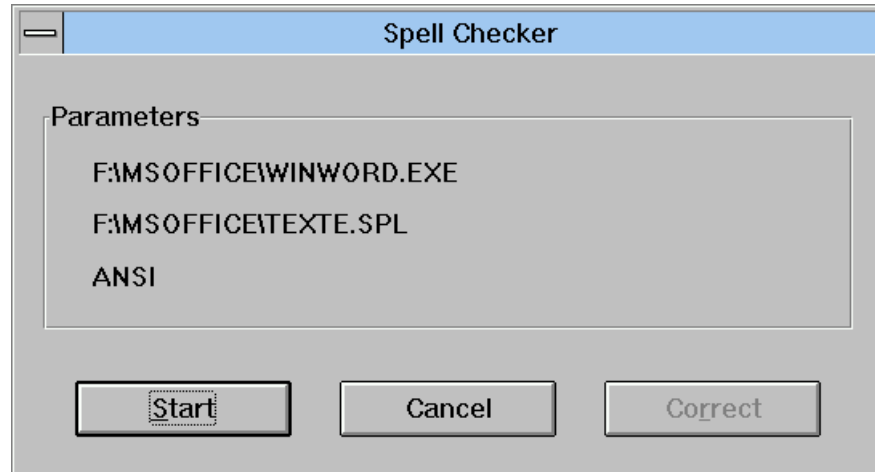 Spell Checker
Parameters
F:\MSOFFICE\WINWORD.EXE
F:\MSOFFICE\TEXTE.SPL
ANSI
Start Cancel Correct